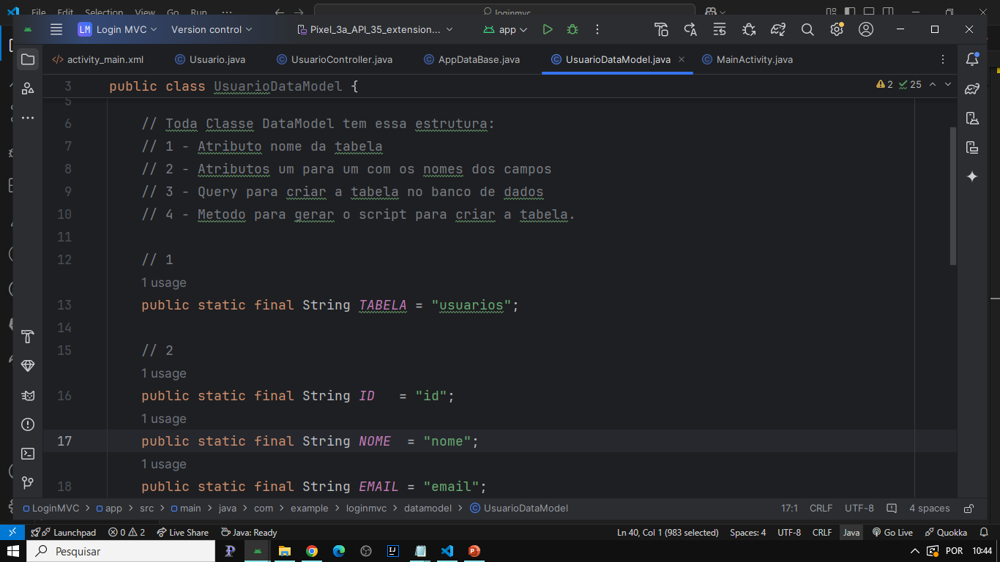 File Edit Selection View Go Run ... loginmvc
LM Login MVC Version control Pixel_3a_API_35_extension... app
activity_main.xml Usuario.java UsuarioController.java AppDataBase.java UsuarioDataModel.java MainActivity.java
3 public class UsuarioDataModel { 2 25
5
6 // Toda Classe DataModel tem essa estrutura:
7 // 1 - Atributo nome da tabela
8 // 2 - Atributos um para um com os nomes dos campos
9 // 3 - Query para criar a tabela no banco de dados
10 // 4 - Metodo para gerar o script para criar a tabela.
11
12 // 1
1 usage
13 public static final String TABELA = "usuarios";
14
15 // 2
1 usage
16 public static final String ID = "id";
1 usage
17 public static final String NOME = "nome";
1 usage
18 public static final String EMAIL = "email";
LoginMVC > app > src > main > java > com > example > loginmvc > datamodel > UsuarioDataModel 17:1 CRLF UTF-8 4 spaces
Launchpad 0 2 Live Share Java: Ready Ln 40, Col 1 (983 selected) Spaces: 4 UTF-8 CRLF Java Go Live Quokka
Pesquisar POR 10:44